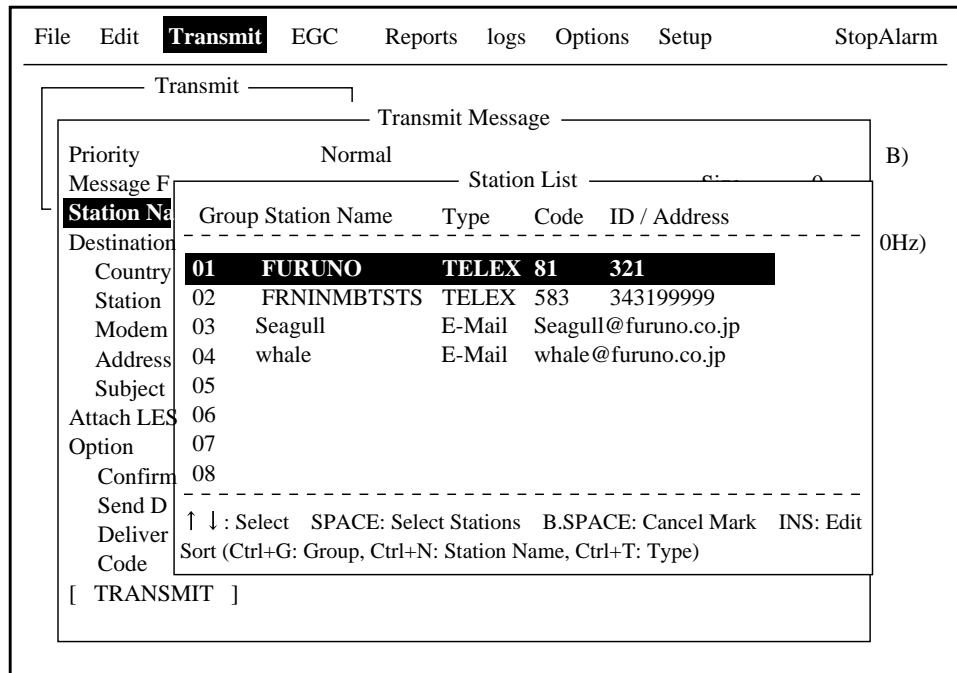 File Edit Transmit EGC Reports logs Options Setup StopAlarm
Transmit
Transmit Message
Priority Normal B)
Message F
Station List
Station Na
Group Station Name Type Code ID / Address
Destination 0Hz)
Country 01 FURUNO TELEX 81 321
Station 02 FRNINMBTSTS TELEX 583 343199999
Modem 03 Seagull E-Mail Seagull@furuno.co.jp
Address 04 whale E-Mail whale@furuno.co.jp
Subject 05
Attach LES 06
Option 07
Confirm 08
Send D
↑ ↓ : Select SPACE: Select Stations B.SPACE: Cancel Mark INS: Edit
Deliver
Sort (Ctrl+G: Group, Ctrl+N: Station Name, Ctrl+T: Type)
Code
[ TRANSMIT ]